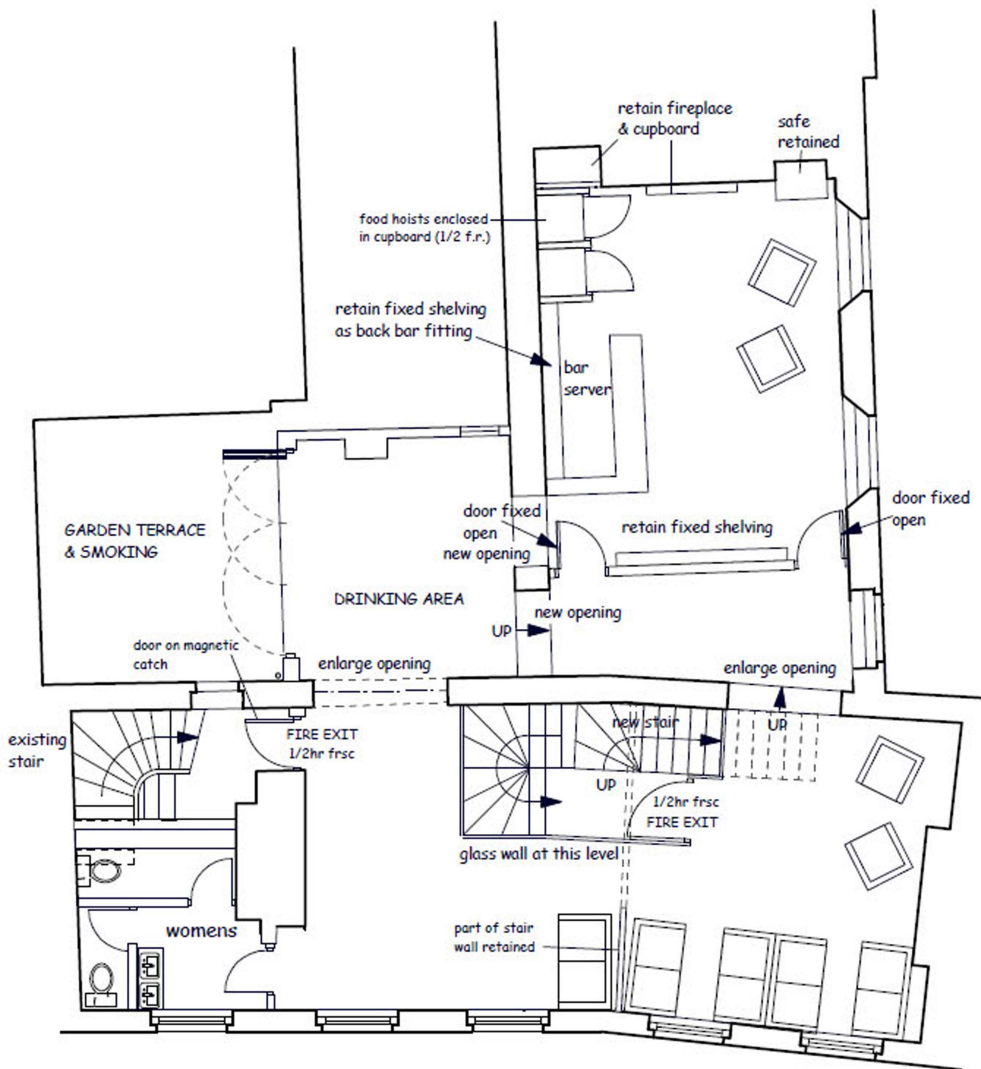 retain fireplace
& cupboard
safe
retained
food hoists enclosed
in cupboard (1/2 f.r.)
retain fixed shelving
as back bar fitting
bar
server
GARDEN TERRACE
& SMOKING
door fixed
open
new opening
retain fixed shelving
door fixed
open
DRINKING AREA
new opening
UP
door on magnetic
catch
enlarge opening
enlarge opening
UP
existing
stair
FIRE EXIT
1/2hr frsc
new stair
UP
1/2hr frsc
FIRE EXIT
glass wall at this level
womens
part of stair
wall retained